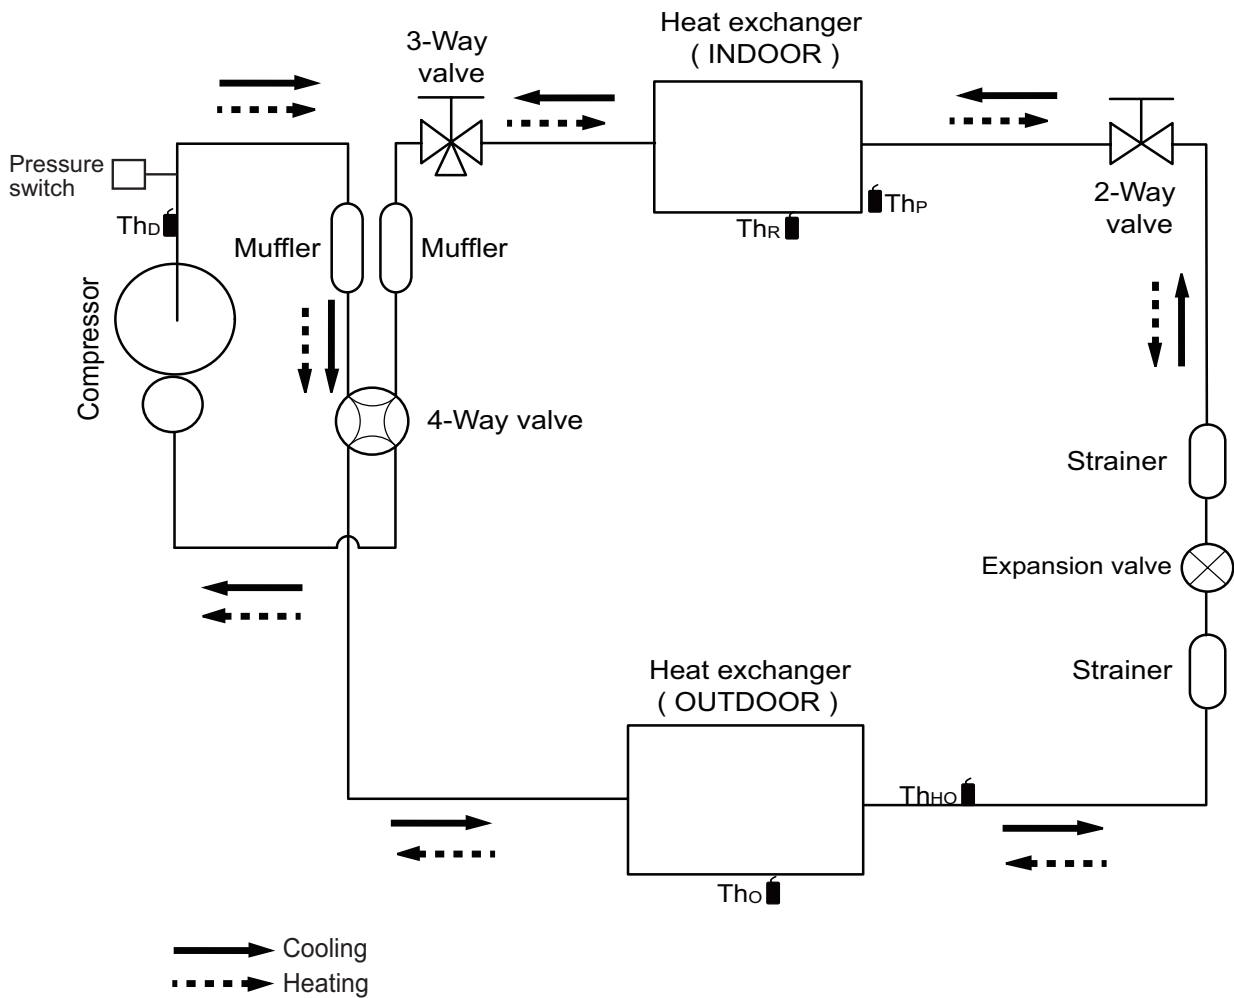 Heat exchanger
( INDOOR )
3-Way
valve
Pressure
switch
ThD
Muffler
Muffler
ThR
ThP
2-Way
valve
Compressor
4-Way valve
Strainer
Expansion valve
Strainer
Heat exchanger
( OUTDOOR )
ThHO
ThO
Cooling
Heating